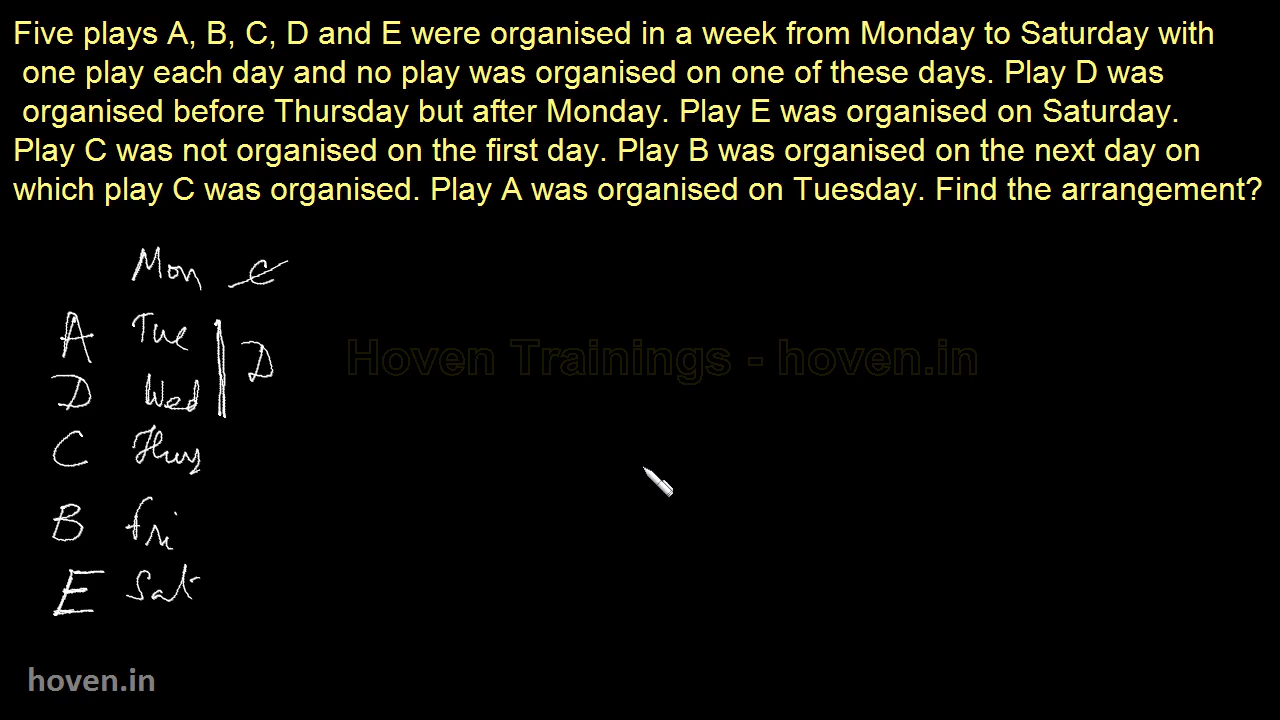 Five plays A, B, C, D and E were organised in a week from Monday to Saturday with
one play each day and no play was organised on one of these days. Play D was
organised before Thursday but after Monday. Play E was organised on Saturday.
Play C was not organised on the first day. Play B was organised on the next day on
which play C was organised. Play A was organised on Tuesday. Find the arrangement?
Mon C
A Tue
D
D Wed
C Thurs
B Fri
E Sat
Hoven Trainings - hoven.in
hoven.in